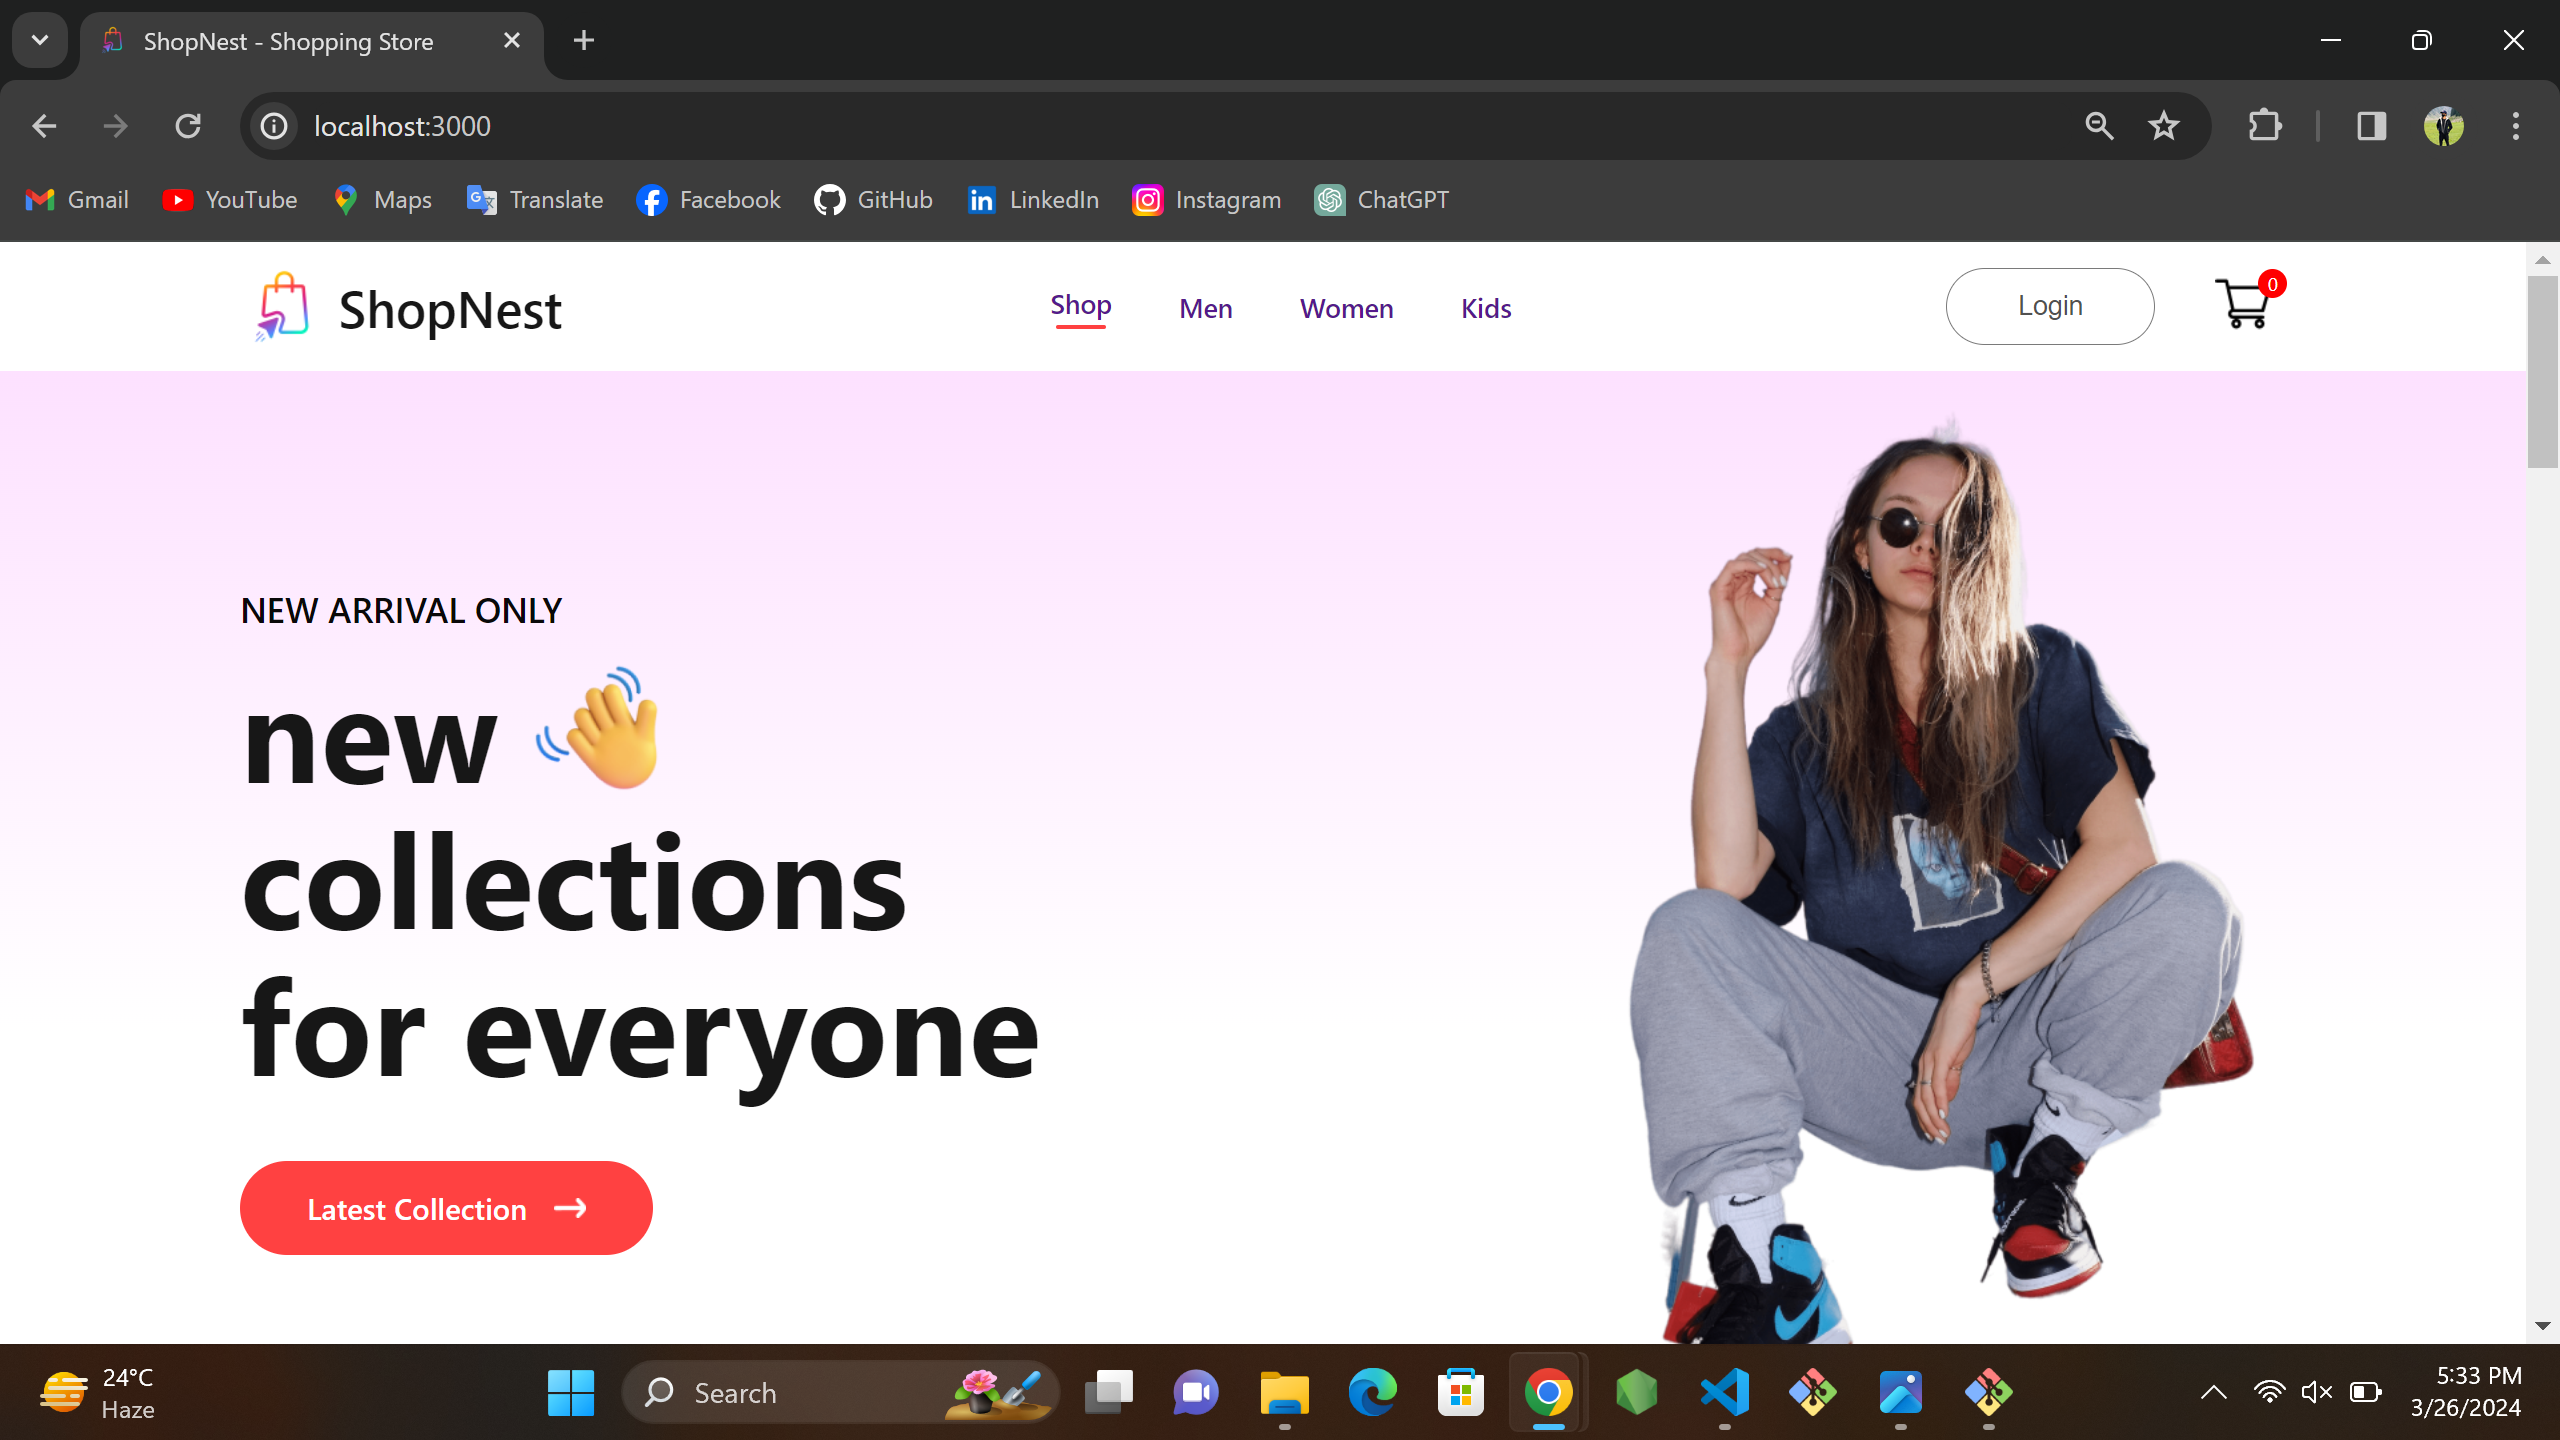 ShopNest - Shopping Store
localhost:3000
Gmail YouTube Maps Translate Facebook GitHub LinkedIn Instagram ChatGPT
ShopNest Shop Men Women Kids Login 0
NEW ARRIVAL ONLY
new
collections
for everyone
Latest Collection
24°C
Haze
Search
5:33 PM
3/26/2024